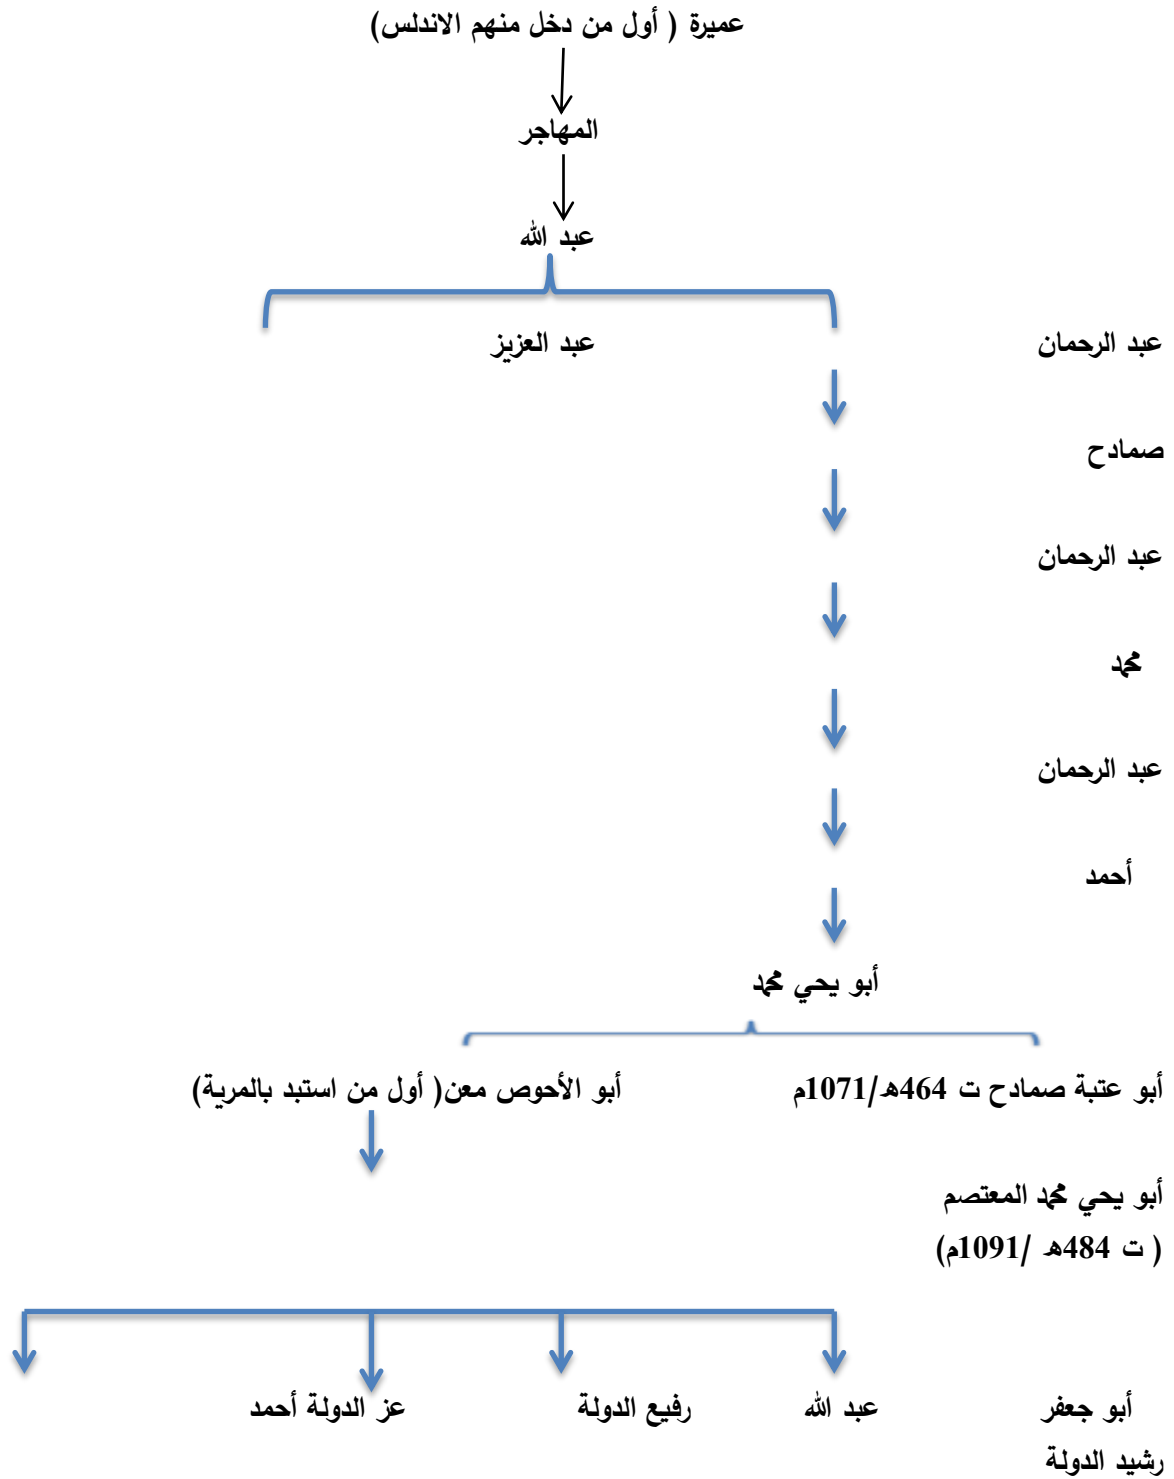 عميرة ( أول من دخل منهم الاندلس)
المهاجر
عبد الله
عبد الرحمان
عبد العزيز
صمادح
عبد الرحمان
محمد
عبد الرحمان
أحمد
أبو يحي محمد
أبو عتبة صمادح ت 464ه/1071م
أبو الأحوص معن( أول من استبد بالمرية)
أبو يحي محمد المعتصم
( ت 484ه /1091م)
أبو جعفر
عبد الله
رفيع الدولة
عز الدولة أحمد
رشيد الدولة